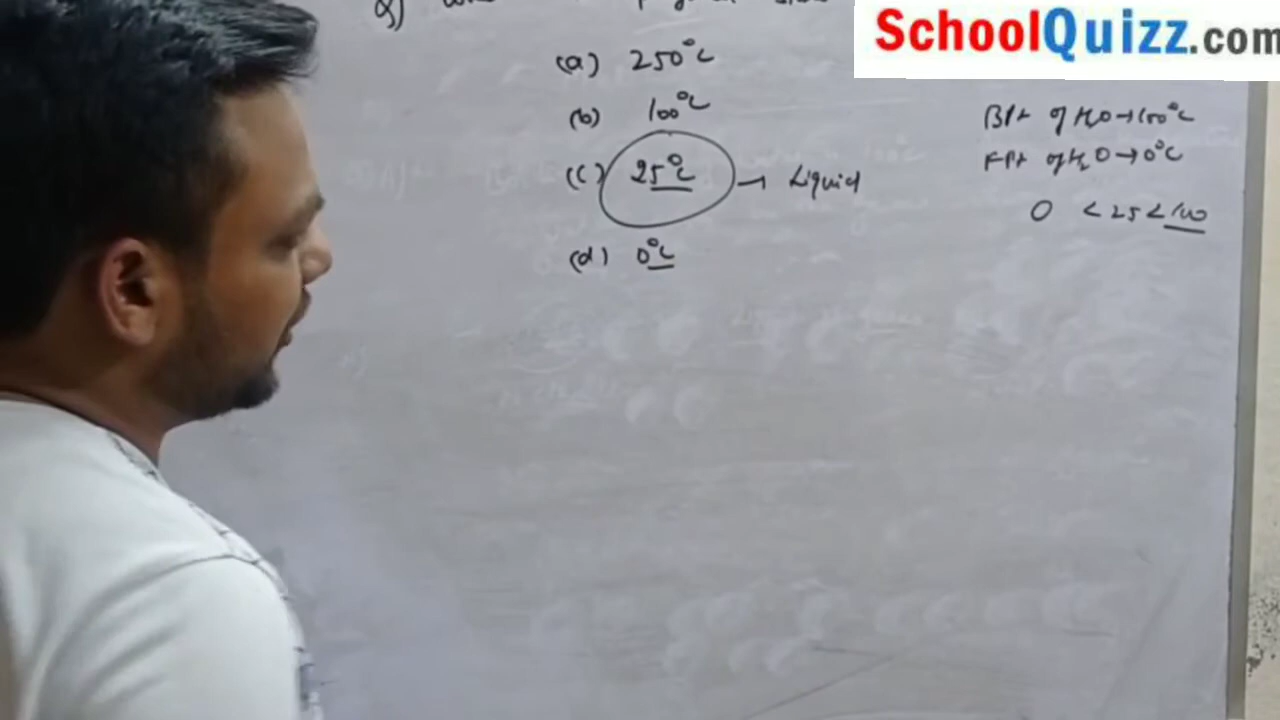 SchoolQuizz.com
Q)
(a) 250°C
(b) 100°C
(c) 25°C → Liquid
(d) 0°C
BPt of H2O → 100°C
FPt of H2O → 0°C
0 < 25 < 100